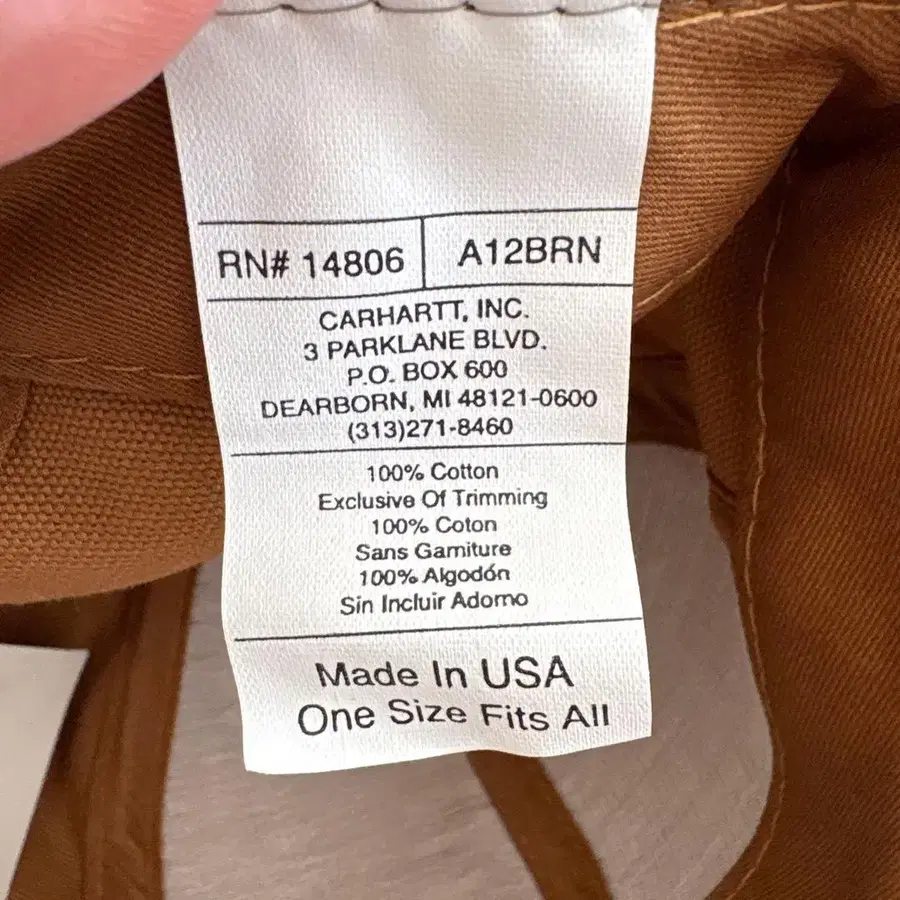 RN# 14806 A12BRN
CARHARTT, INC.
3 PARKLANE BLVD.
P.O. BOX 600
DEARBORN, MI 48121-0600
(313)271-8460
100% Cotton
Exclusive Of Trimming
100% Coton
Sans Garniture
100% Algodón
Sin Incluir Adorno
Made In USA
One Size Fits All